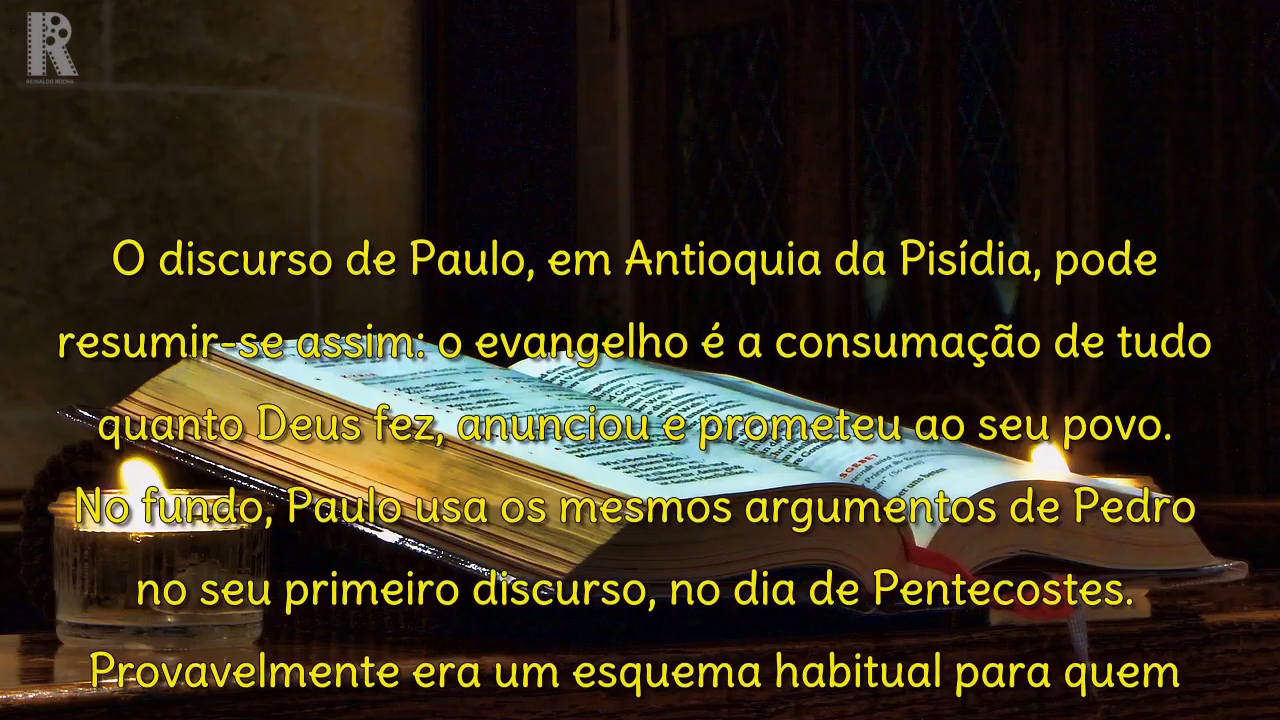 REINALDO ROCHA
O discurso de Paulo, em Antioquia da Pisídia, pode
resumir-se assim: o evangelho é a consumação de tudo
quanto Deus fez, anunciou e prometeu ao seu povo.
No fundo, Paulo usa os mesmos argumentos de Pedro
no seu primeiro discurso, no dia de Pentecostes.
Provavelmente era um esquema habitual para quem